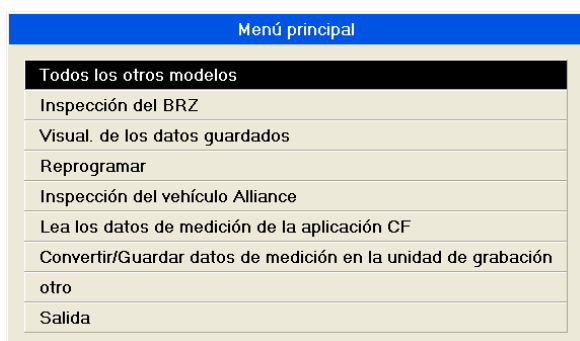 Menú principal
Todos los otros modelos
Inspección del BRZ
Visual. de los datos guardados
Reprogramar
Inspección del vehículo Alliance
Lea los datos de medición de la aplicación CF
Convertir/Guardar datos de medición en la unidad de grabación
otro
Salida